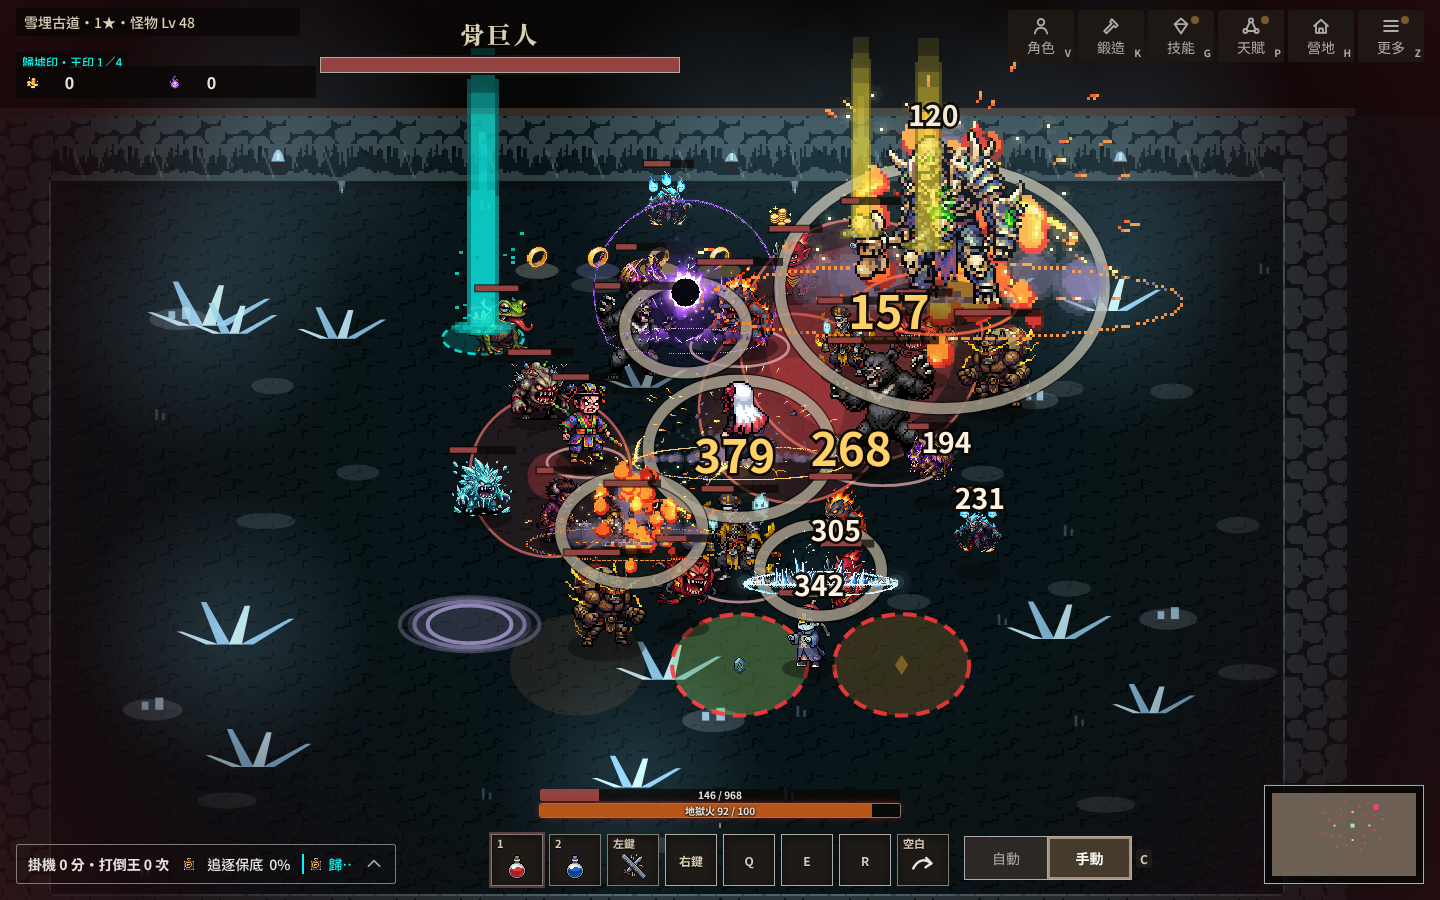 雪埋古道・1★・怪物 Lv 48
骨巨人
歸墟印・王印 1／4
0
0
角色 V
鍛造 K
技能 G
天賦 P
營地 H
更多 Z
120
157
379
268
194
231
305
342
146 / 968
地獄火 92 / 100
掛機 0 分・打倒王 0 次
追逐保底 0%
歸··
1
2
左鍵
右鍵
Q
E
R
空白
自動
手動
C